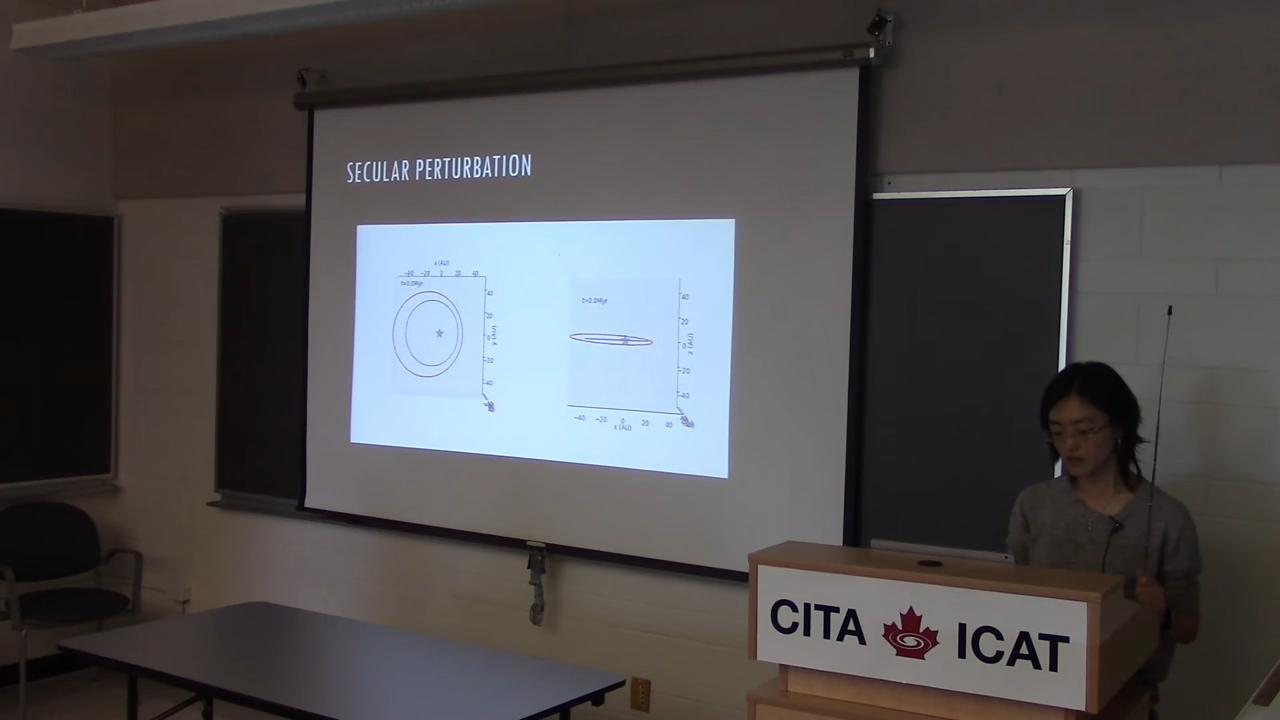 SECULAR PERTURBATION
x (AU)
−40 −20 0 20 40
t=0.0Myr
40
20
0
y (AU)
−20
−40
t=0.0Myr
40
20
0
z (AU)
−20
−40
−40 −20 0 20 40
x (AU)
CITA ICAT